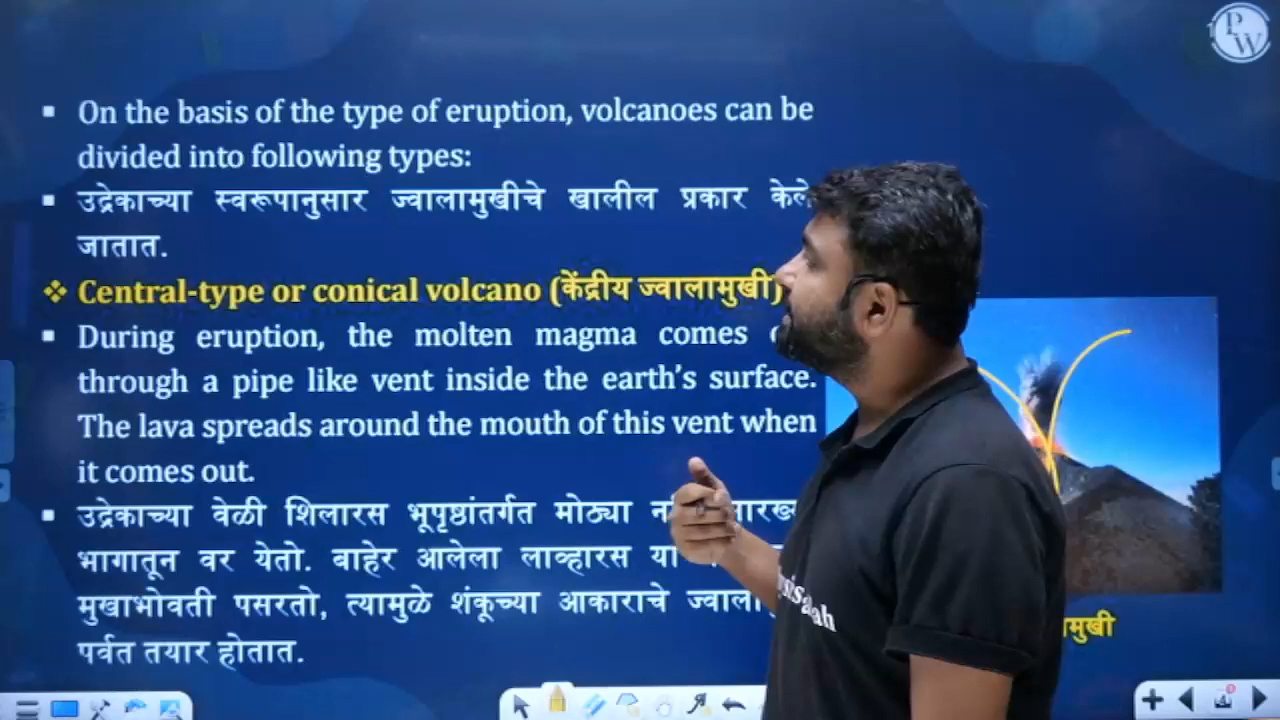 PW
On the basis of the type of eruption, volcanoes can be
divided into following types:
उद्रेकाच्या स्वरूपानुसार ज्वालामुखीचे खालील प्रकार केले
जातात.
Central-type or conical volcano (केंद्रीय ज्वालामुखी)
During eruption, the molten magma comes
through a pipe like vent inside the earth's surface.
The lava spreads around the mouth of this vent when
it comes out.
उद्रेकाच्या वेळी शिलारस भूपृष्ठांतर्गत मोठ्या
भागातून वर येतो. बाहेर आलेला लाव्हारस
मुखाभोवती पसरतो, त्यामुळे शंकूच्या आकाराचे
पर्वत तयार होतात.